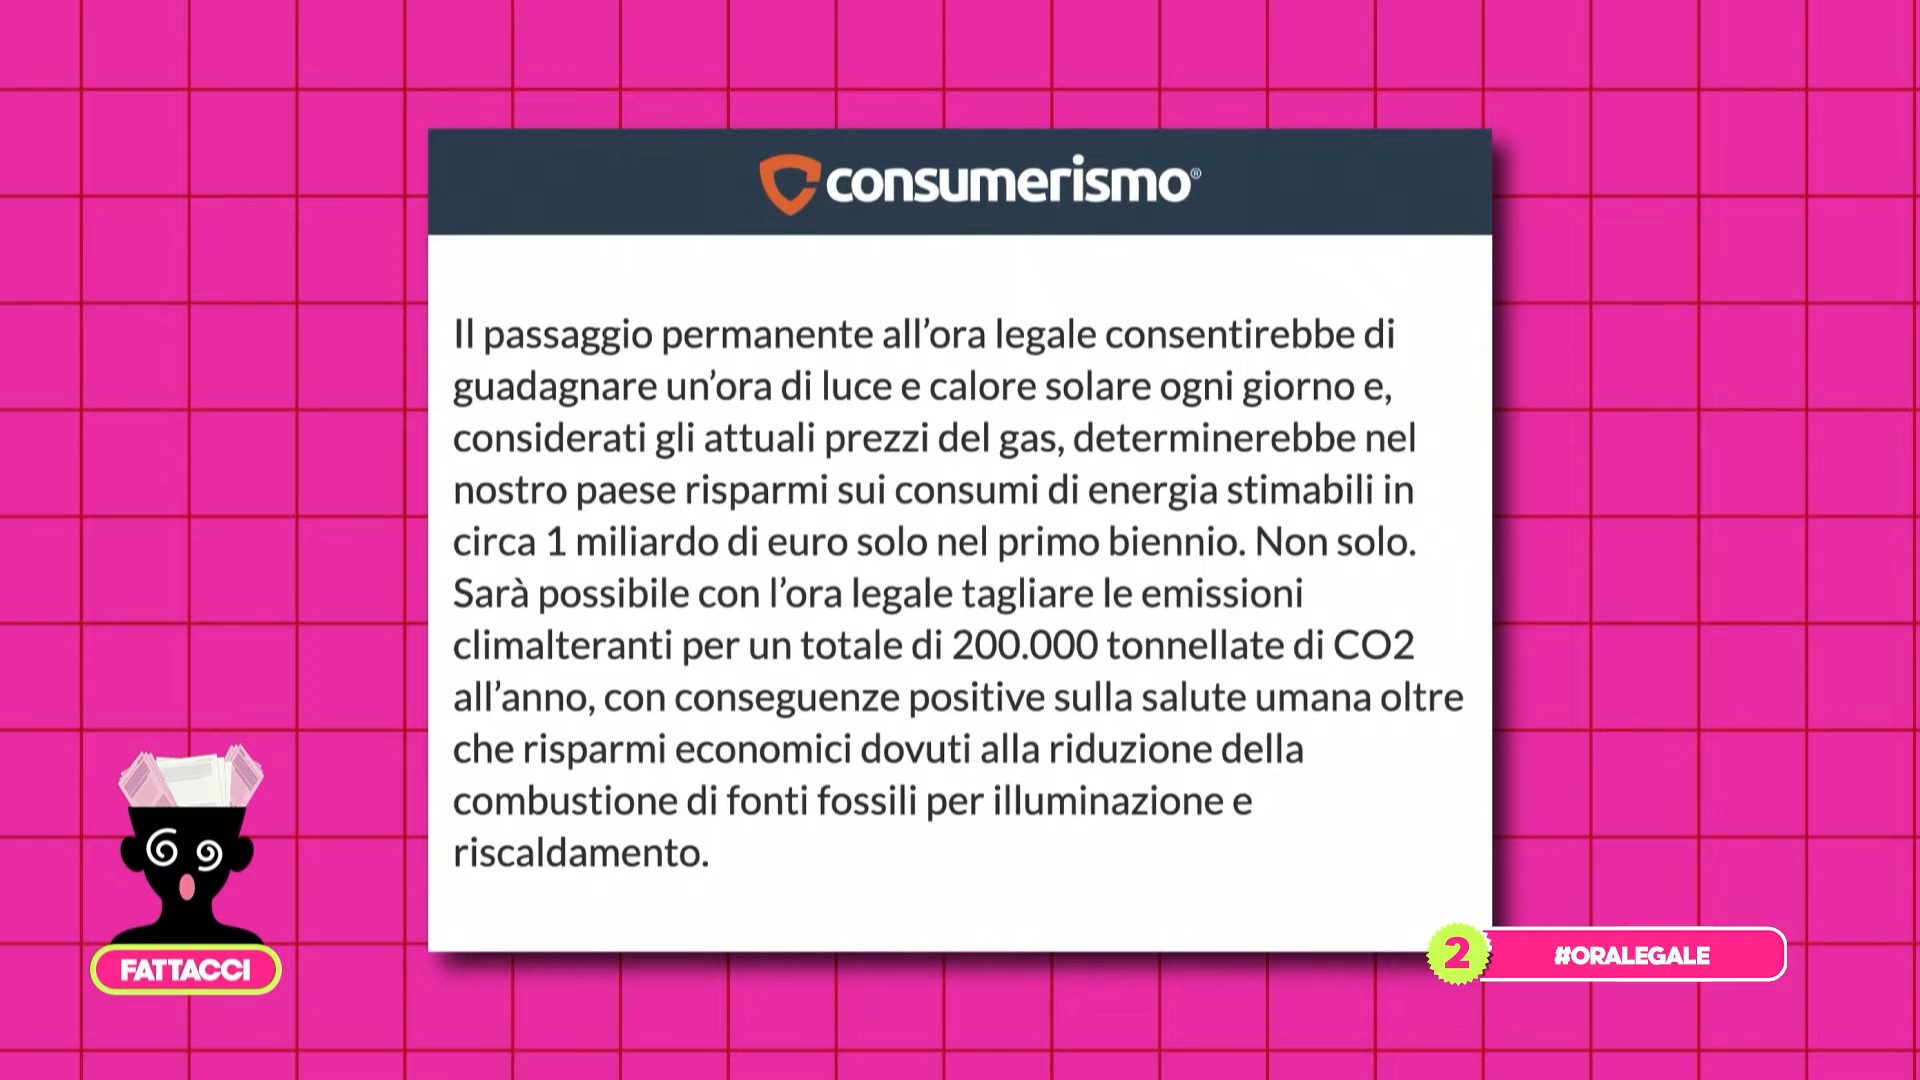 consumerismo®
Il passaggio permanente all’ora legale consentirebbe di
guadagnare un’ora di luce e calore solare ogni giorno e,
considerati gli attuali prezzi del gas, determinerebbe nel
nostro paese risparmi sui consumi di energia stimabili in
circa 1 miliardo di euro solo nel primo biennio. Non solo.
Sarà possibile con l’ora legale tagliare le emissioni
climalteranti per un totale di 200.000 tonnellate di CO2
all’anno, con conseguenze positive sulla salute umana oltre
che risparmi economici dovuti alla riduzione della
combustione di fonti fossili per illuminazione e
riscaldamento.
FATTACCI
2
#ORALEGALE